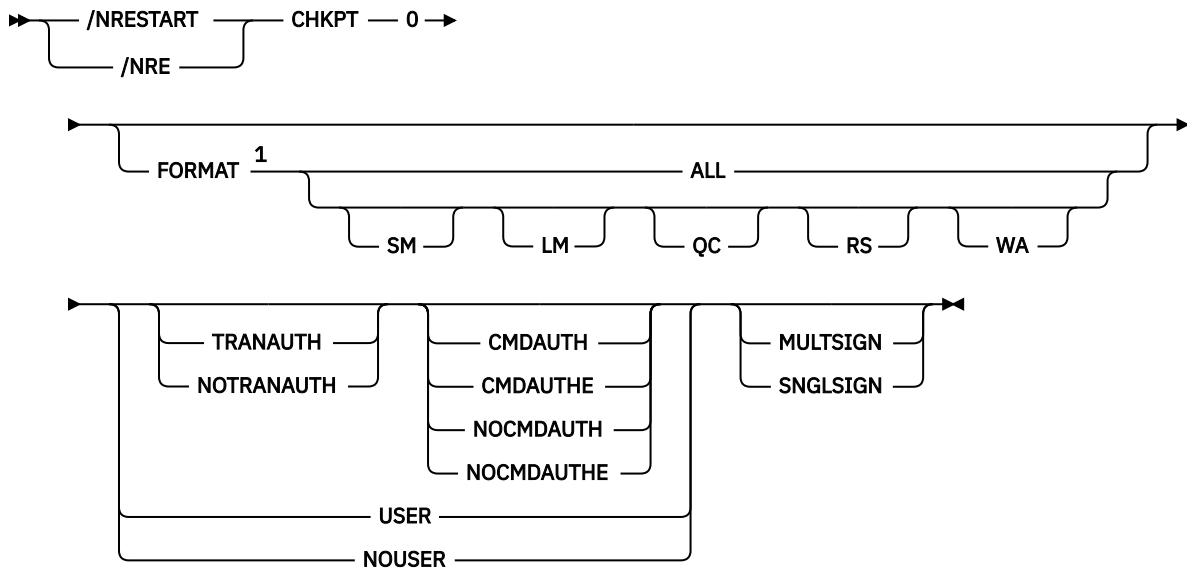 /NRESTART CHKPT 0
/NRE
FORMAT 1 ALL
SM LM QC RS WA
TRANAUTH CMDAUTH MULTSIGN
NOTRANAUTH CMDAUTHE SNGLSIGN
NOCMDAUTH
NOCMDAUTHE
USER
NOUSER